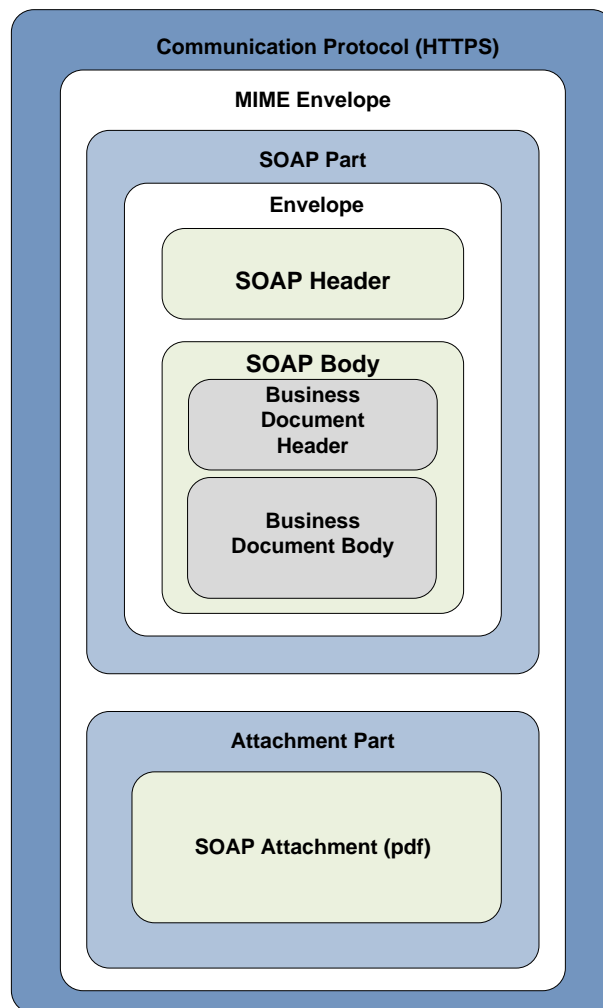 Communication Protocol (HTTPS)
MIME Envelope
SOAP Part
Envelope
SOAP Header
SOAP Body
Business
Document
Header
Business
Document Body
Attachment Part
SOAP Attachment (pdf)